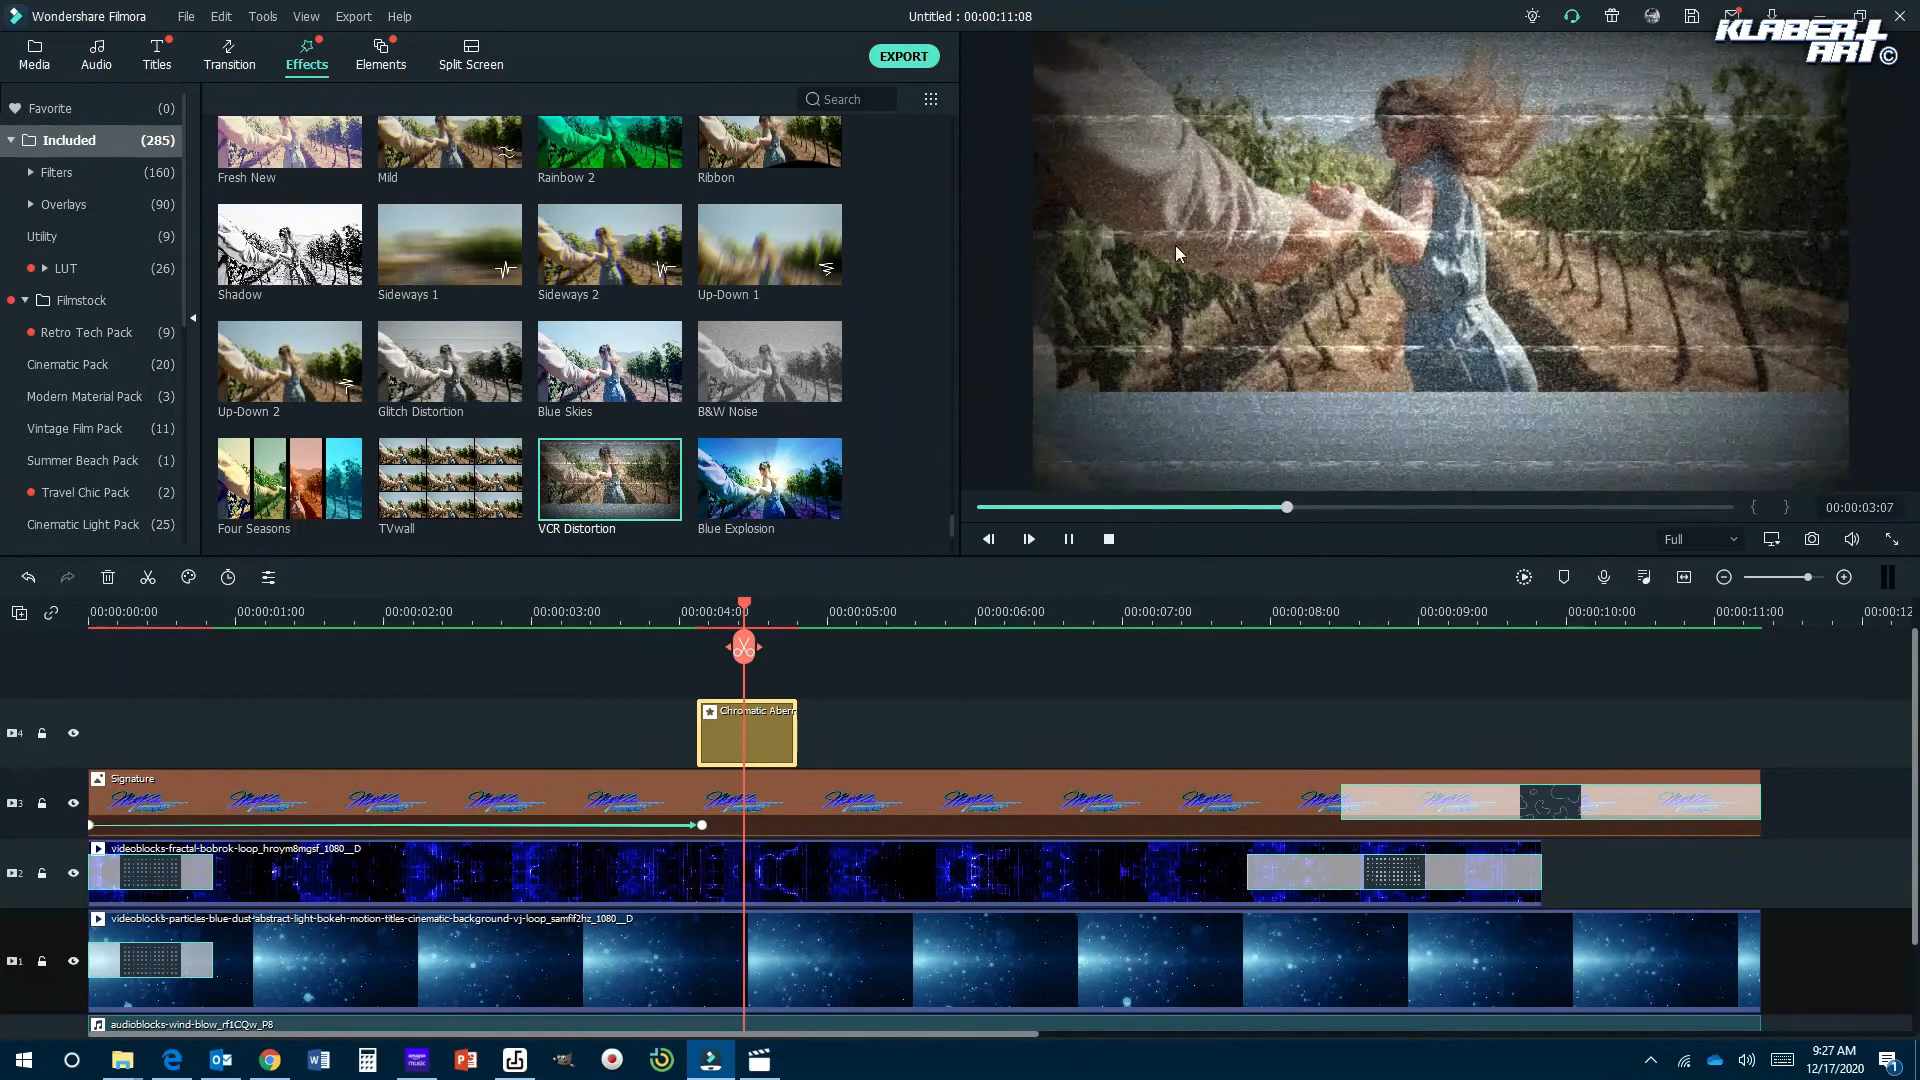 Wondershare Filmora
File Edit Tools View Export Help
Untitled : 00:00:11:08
KLABER ART ©
Media
Audio
Titles
Transition
Effects
Elements
Split Screen
EXPORT
Favorite (0)
Included (285)
Filters (160)
Overlays (90)
Utility (9)
LUT (26)
Filmstock
Retro Tech Pack (9)
Cinematic Pack (20)
Modern Material Pack (3)
Vintage Film Pack (11)
Summer Beach Pack (1)
Travel Chic Pack (2)
Cinematic Light Pack (25)
Search
Fresh New
Mild
Rainbow 2
Ribbon
Shadow
Sideways 1
Sideways 2
Up-Down 1
Up-Down 2
Glitch Distortion
Blue Skies
B&W Noise
Four Seasons
TVwall
VCR Distortion
Blue Explosion
{ } 00:00:03:07
Full
00:00:00:00
00:00:01:00
00:00:02:00
00:00:03:00
00:00:04:00
00:00:05:00
00:00:06:00
00:00:07:00
00:00:08:00
00:00:09:00
00:00:10:00
00:00:11:00
00:00:12
4
Chromatic Aberr
3
Signature
2
videoblocks-fractal-bobrok-loop_hroym8mgsf_1080__D
1
videoblocks-particles-blue-dust-abstract-light-bokeh-motion-titles-cinematic-background-vj-loop_samfif2hz_1080__D
audioblocks-wind-blow_rf1CQw_P8
9:27 AM
12/17/2020
1